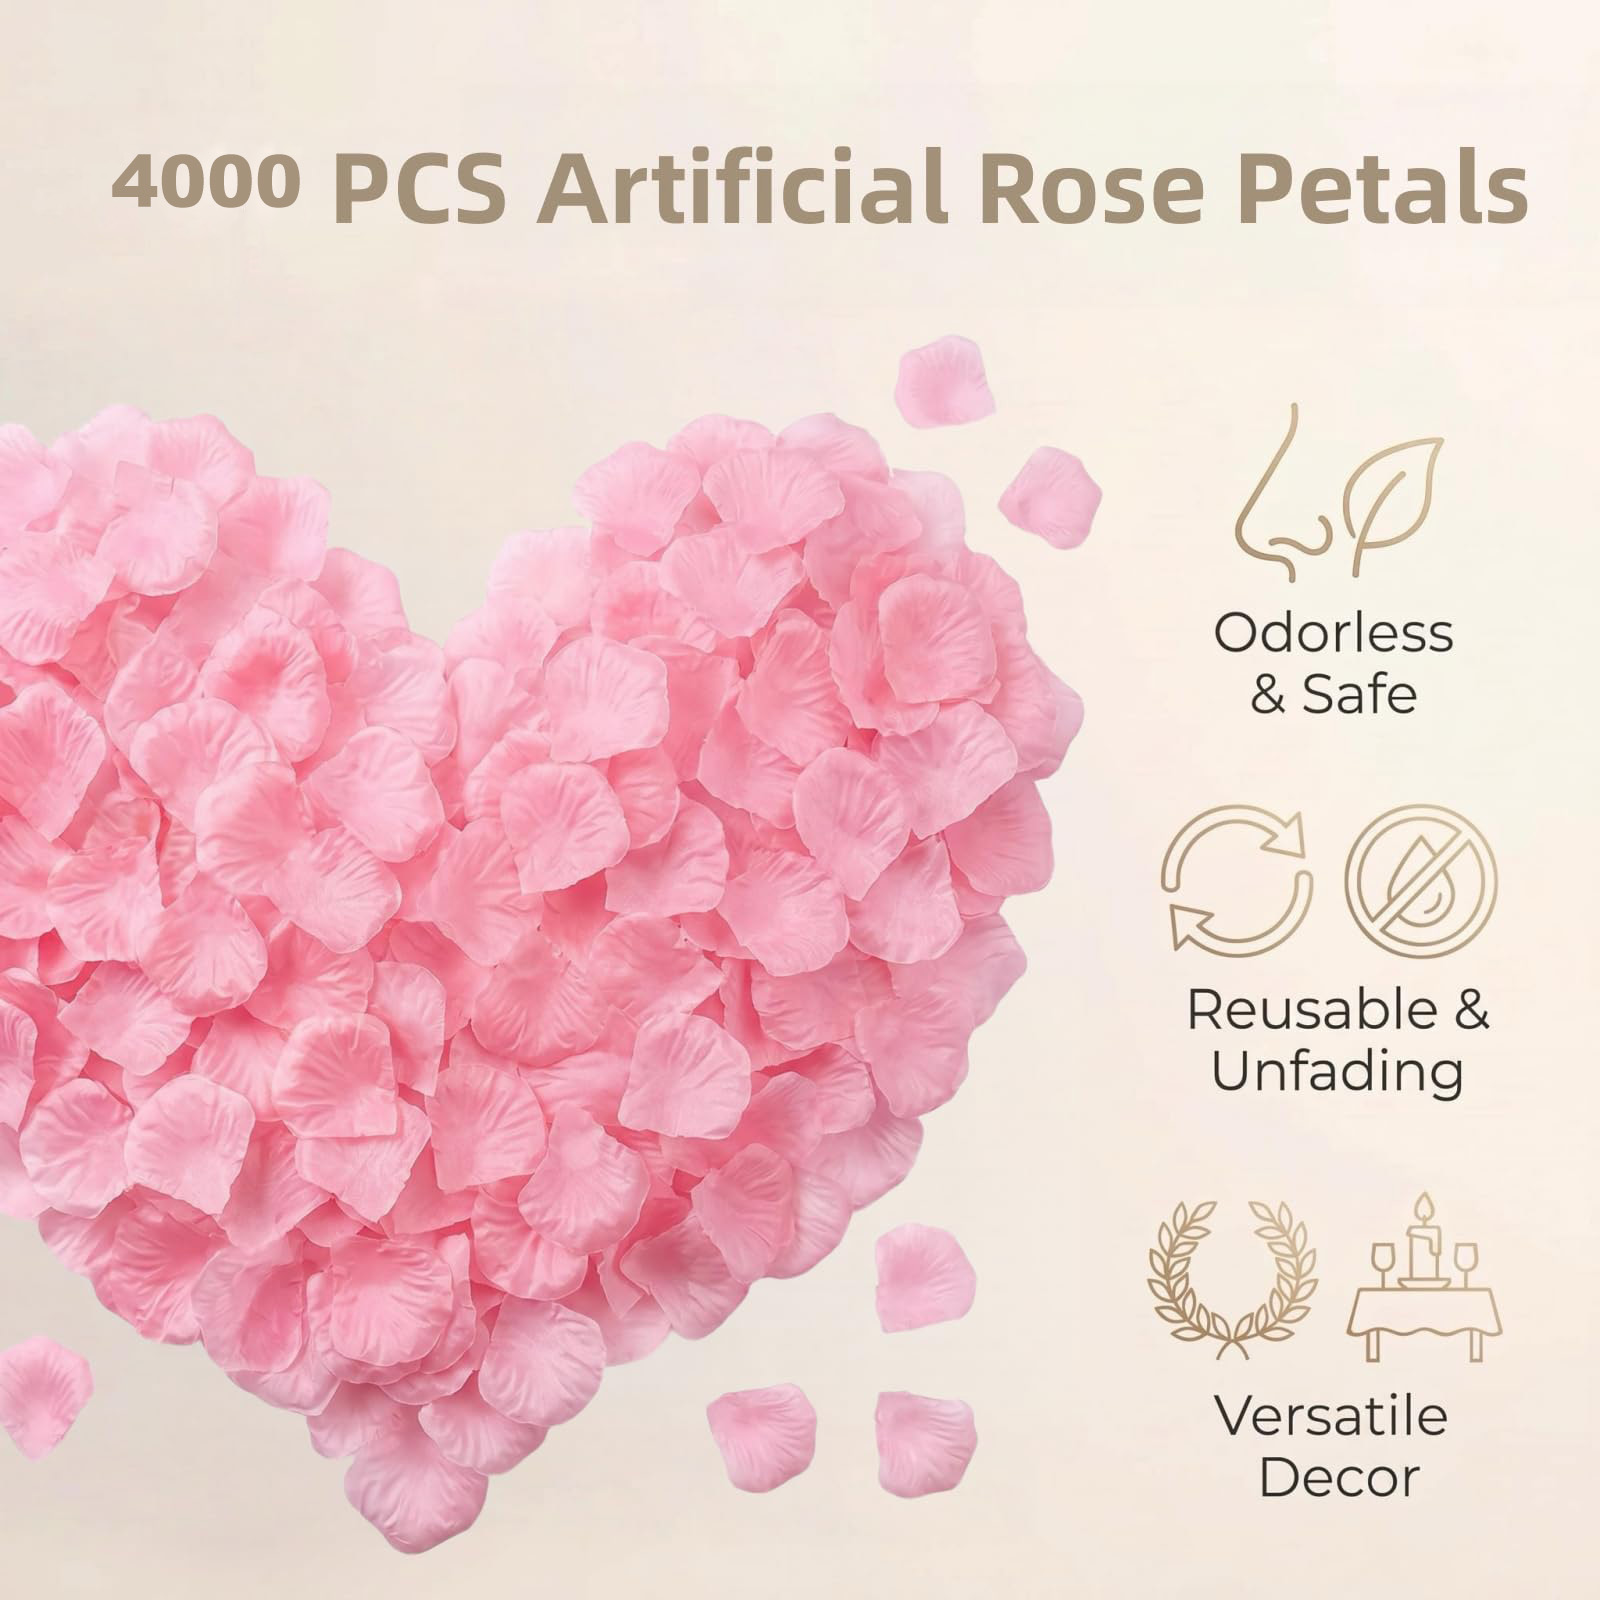 4000 PCS Artificial Rose Petals
Odorless
& Safe
Reusable &
Unfading
Versatile
Decor